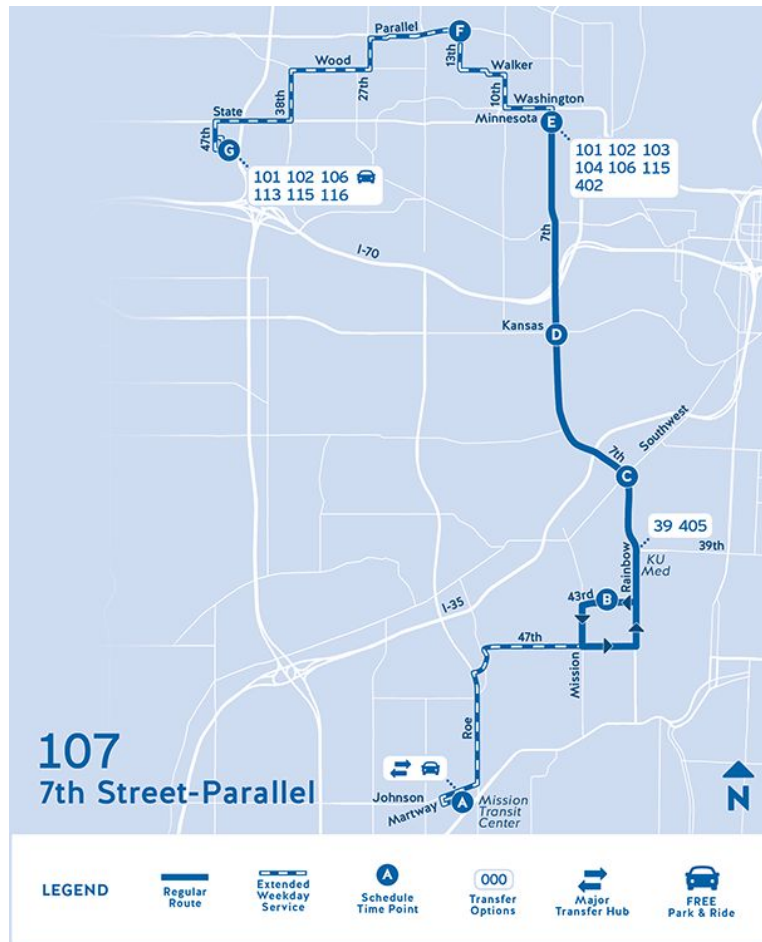 Parallel
F
Wood
13th
Walker
27th
38th
10th
Washington
State
Minnesota
E
47th
G
101 102 106
113 115 116
101 102 103
104 106 115
402
7th
I-70
Kansas
D
Southwest
7th
C
39 405
39th
Rainbow
KU
Med
43rd
B
I-35
47th
Mission
Roe
107
7th Street-Parallel
Johnson
Martway
A
Mission
Transit
Center
N
LEGEND
Regular
Route
Extended
Weekday
Service
A
Schedule
Time Point
000
Transfer
Options
Major
Transfer Hub
FREE
Park & Ride